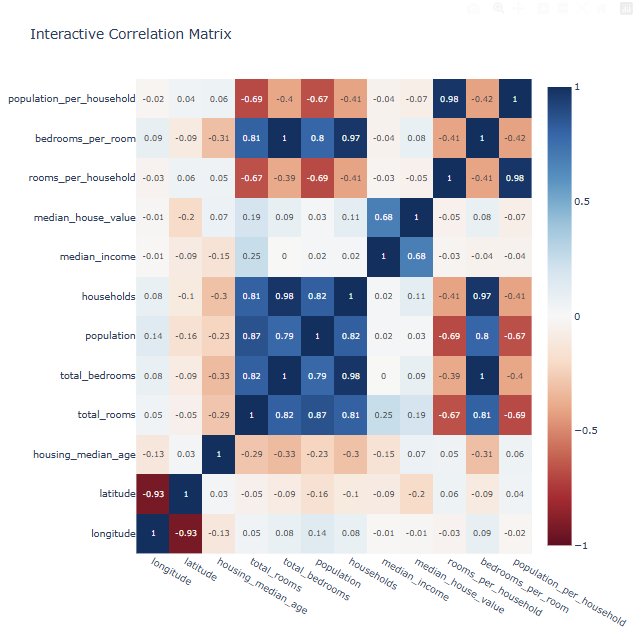 Interactive Correlation Matrix
population_per_household -0.02 0.04 0.06 -0.69 -0.4 -0.67 -0.41 -0.04 -0.07 0.98 -0.42 1
bedrooms_per_room 0.09 -0.09 -0.31 0.81 1 0.8 0.97 -0.04 0.08 -0.41 1 -0.42
rooms_per_household -0.03 0.06 0.05 -0.67 -0.39 -0.69 -0.41 -0.03 -0.05 1 -0.41 0.98
median_house_value -0.01 -0.2 0.07 0.19 0.09 0.03 0.11 0.68 1 -0.05 0.08 -0.07
median_income -0.01 -0.09 -0.15 0.25 0 0.02 0.02 1 0.68 -0.03 -0.04 -0.04
households 0.08 -0.1 -0.3 0.81 0.98 0.82 1 0.02 0.11 -0.41 0.97 -0.41
population 0.14 -0.16 -0.23 0.87 0.79 1 0.82 0.02 0.03 -0.69 0.8 -0.67
total_bedrooms 0.08 -0.09 -0.33 0.82 1 0.79 0.98 0 0.09 -0.39 1 -0.4
total_rooms 0.05 -0.05 -0.29 1 0.82 0.87 0.81 0.25 0.19 -0.67 0.81 -0.69
housing_median_age -0.13 0.03 1 -0.29 -0.33 -0.23 -0.3 -0.15 0.07 0.05 -0.31 0.06
latitude -0.93 1 0.03 -0.05 -0.09 -0.16 -0.1 -0.09 -0.2 0.06 -0.09 0.04
longitude 1 -0.93 -0.13 0.05 0.08 0.14 0.08 -0.01 -0.01 -0.03 0.09 -0.02
longitude
latitude
housing_median_age
total_rooms
total_bedrooms
population
households
median_income
median_house_value
rooms_per_household
bedrooms_per_room
population_per_household
1
0.5
0
−0.5
−1